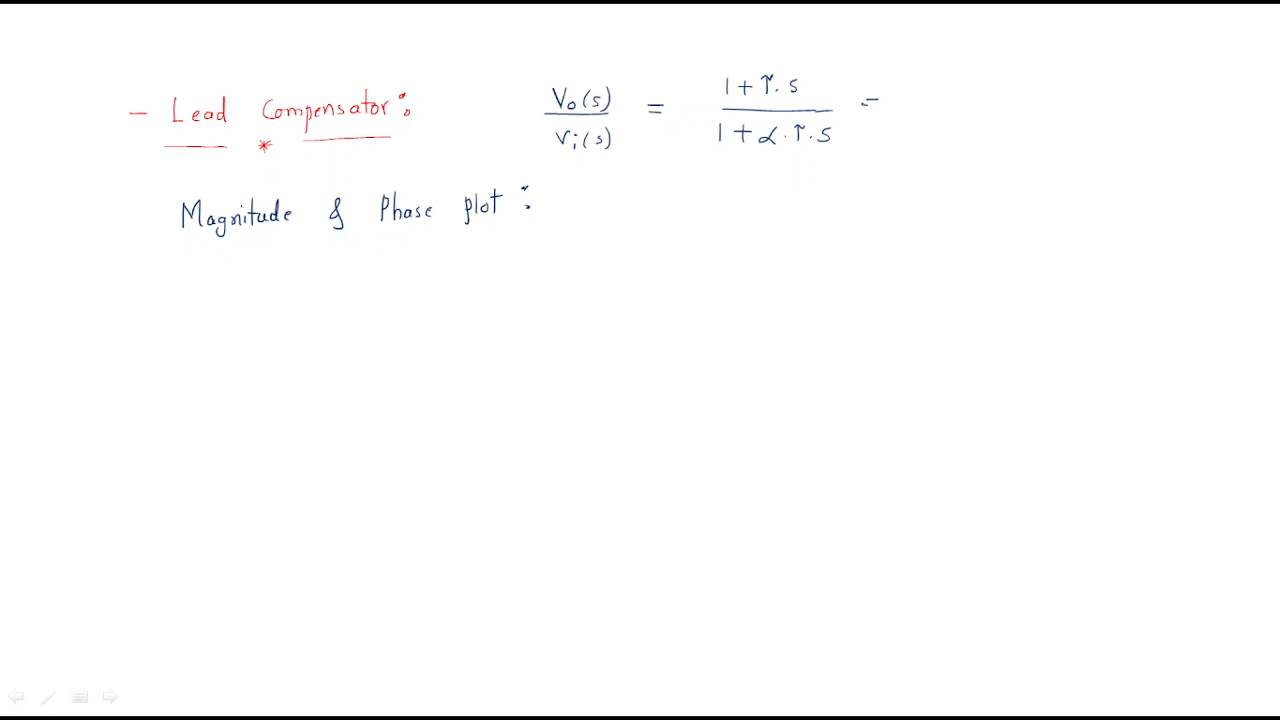 - Lead Compensator:
*
Vo(s) / Vi(s) = 1 + τ.s / 1 + α.τ.s =
Magnitude & Phase plot :